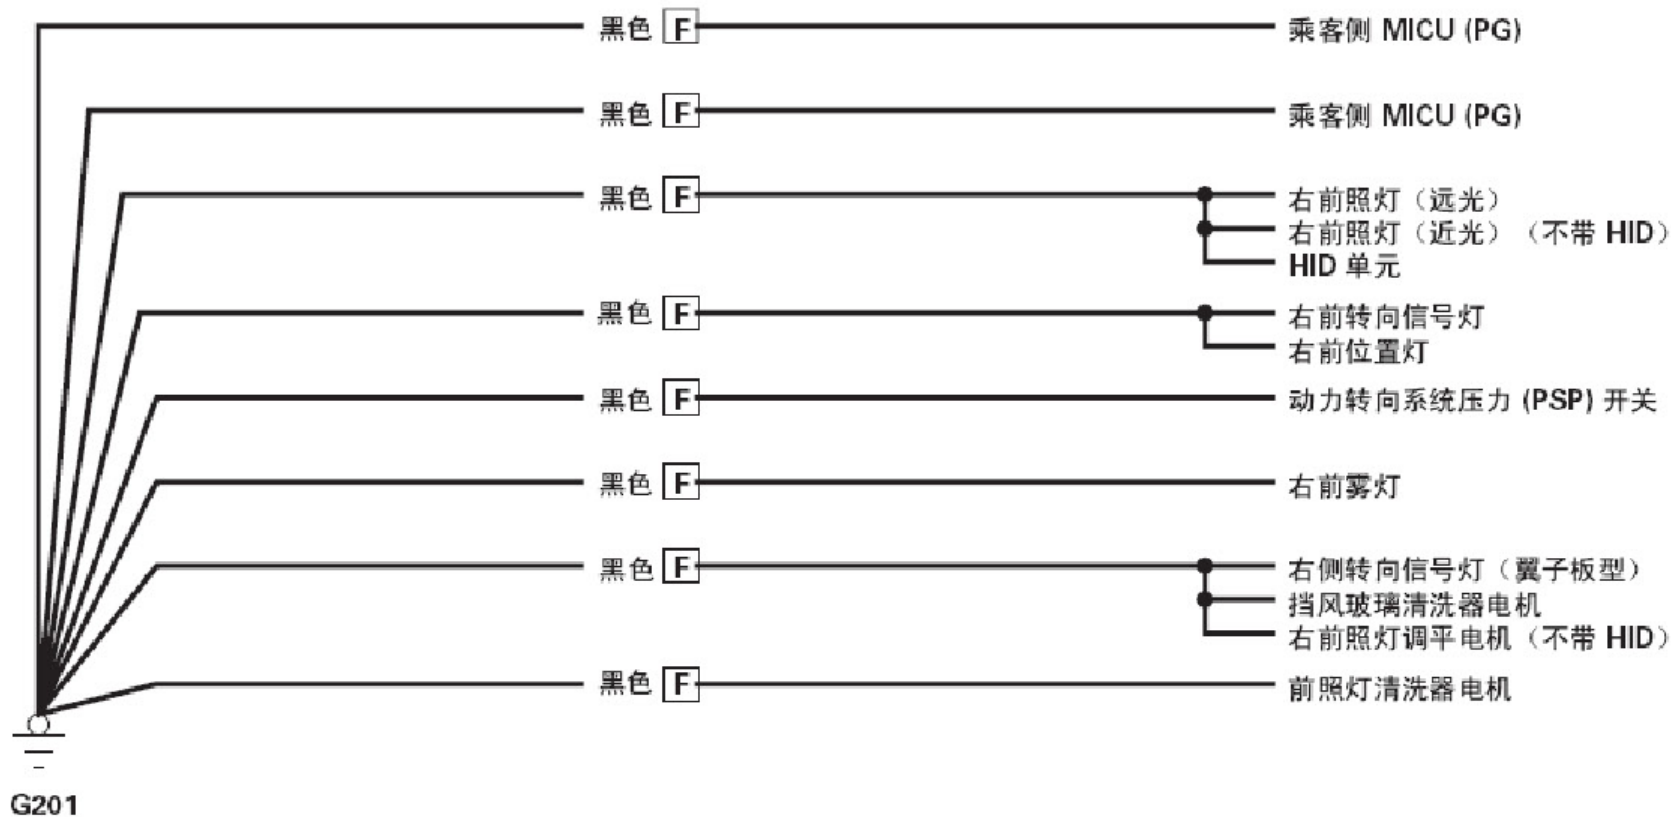 黑色 F 乘客侧 MICU (PG)
黑色 F 乘客侧 MICU (PG)
黑色 F 右前照灯（远光）
右前照灯（近光）（不带 HID）
HID 单元
黑色 F 右前转向信号灯
右前位置灯
黑色 F 动力转向系统压力 (PSP) 开关
黑色 F 右前雾灯
黑色 F 右侧转向信号灯（翼子板型）
挡风玻璃清洗器电机
右前照灯调平电机（不带 HID）
黑色 F 前照灯清洗器电机
G201